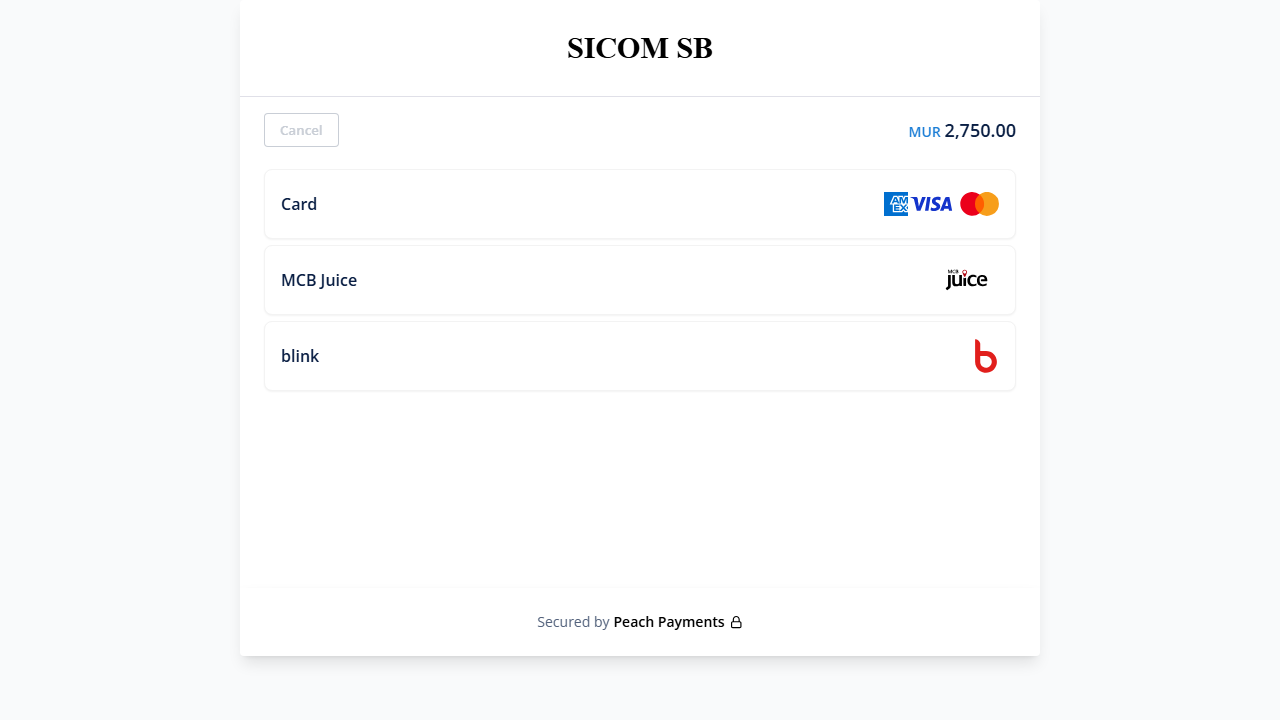 SICOM SB
Cancel
MUR 2,750.00
Card
AM EX VISA
MCB Juice
MCB juice
blink
b
Secured by Peach Payments